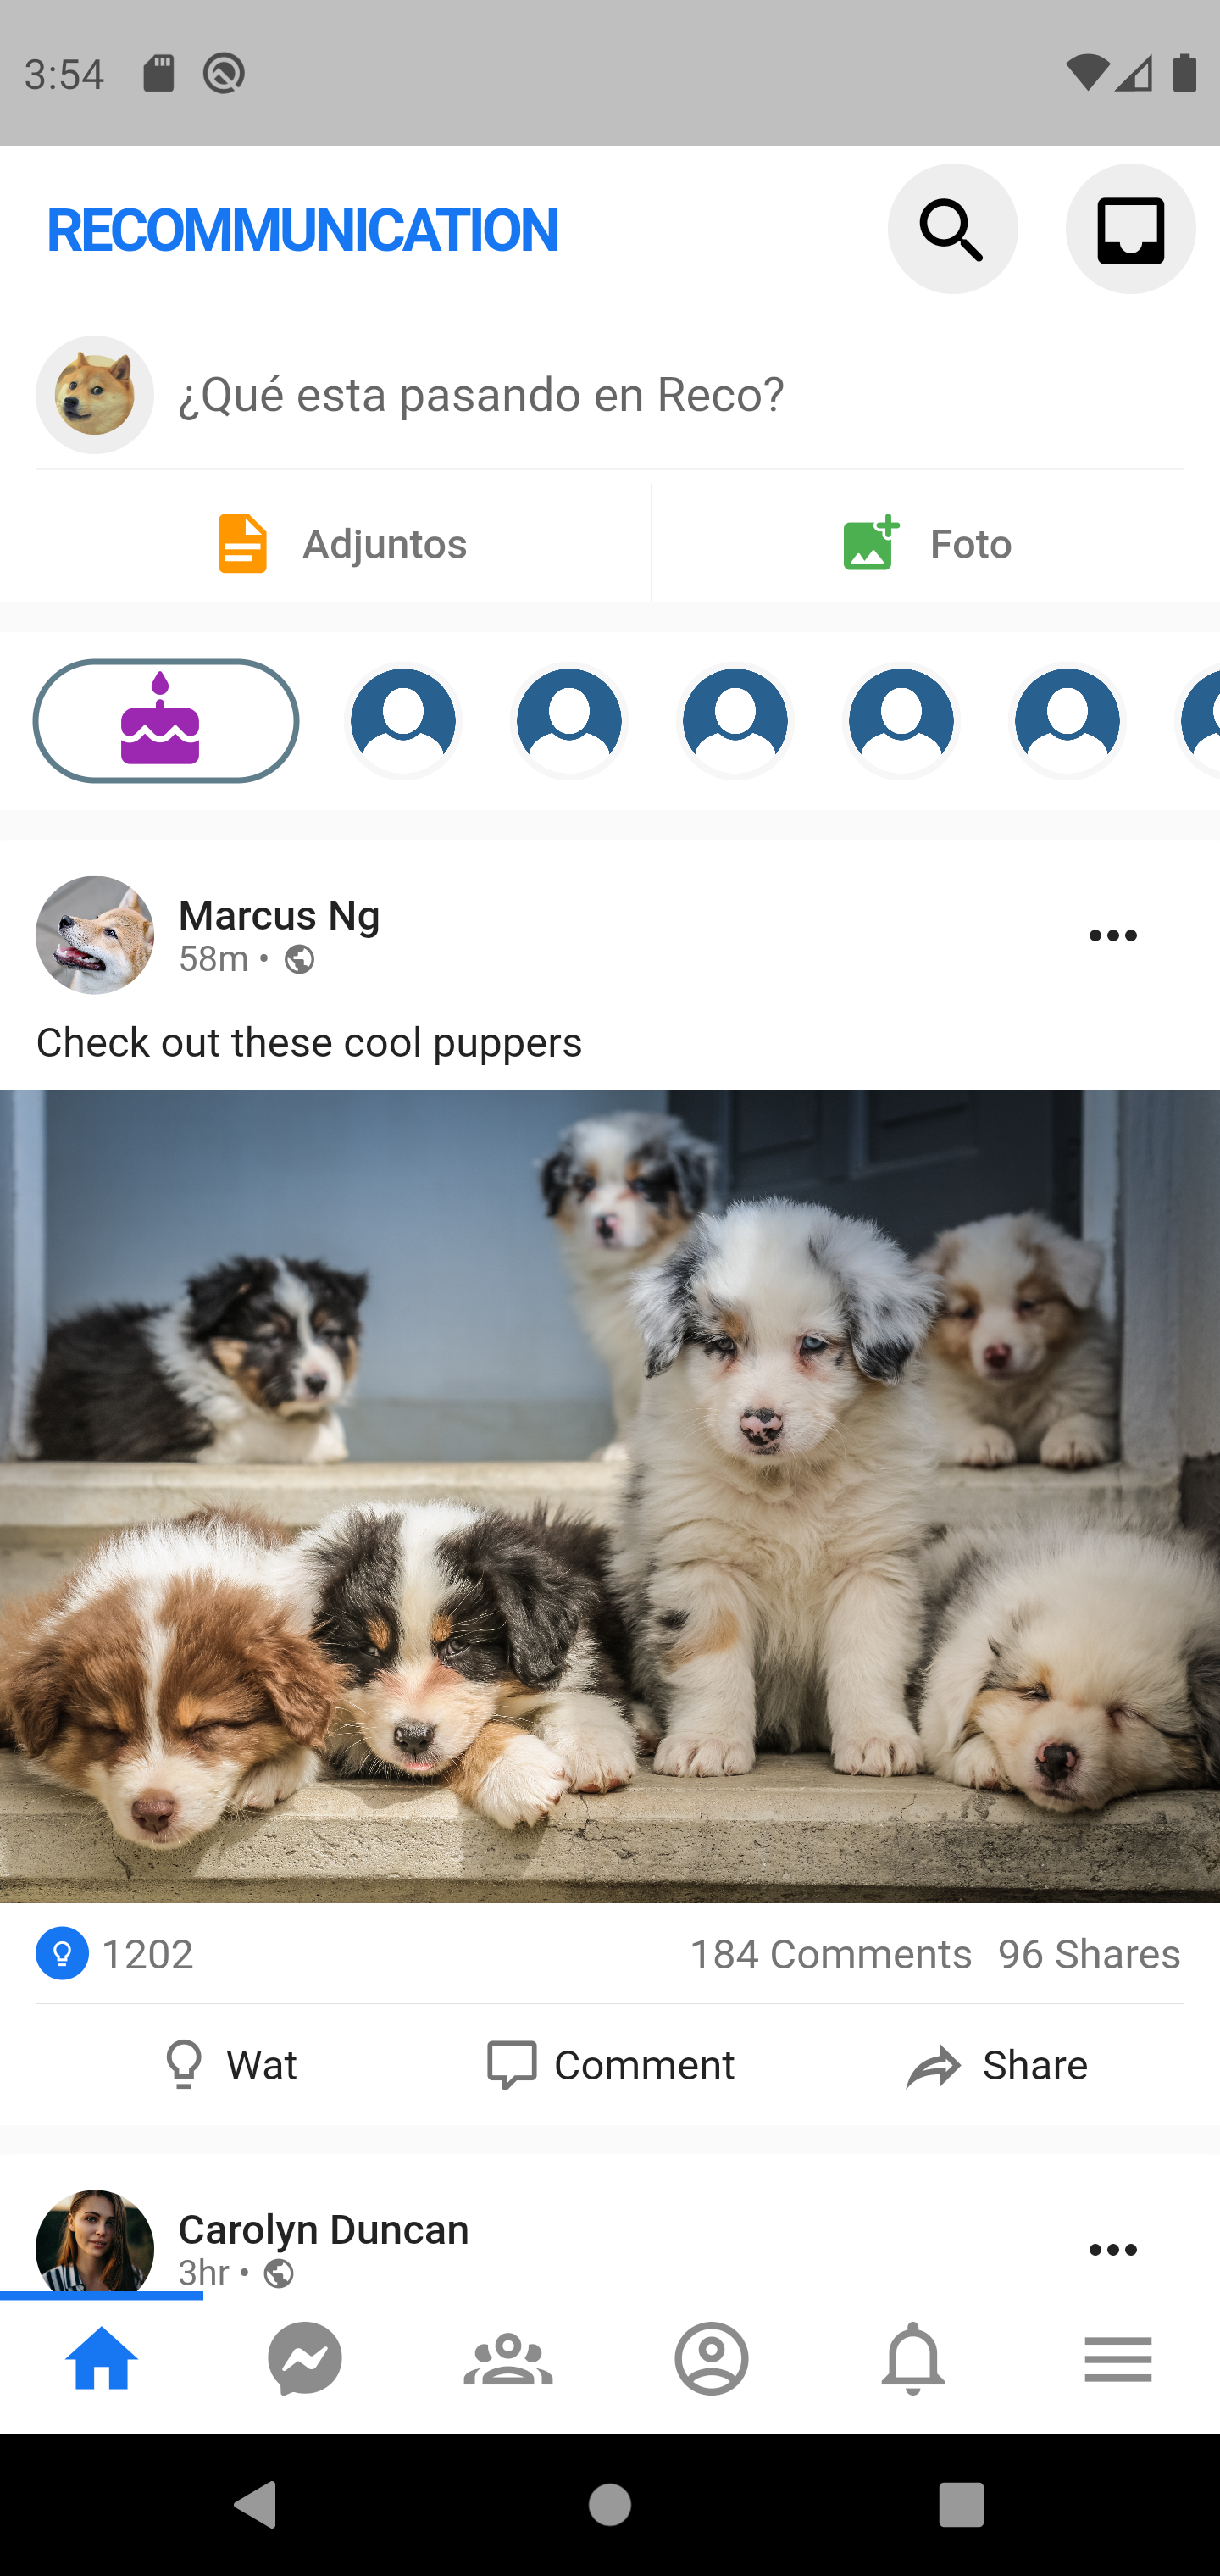 3:54
RECOMMUNICATION
¿Qué esta pasando en Reco?
Adjuntos
Foto
Marcus Ng
58m •
Check out these cool puppers
1202 184 Comments 96 Shares
Wat Comment Share
Carolyn Duncan
3hr •